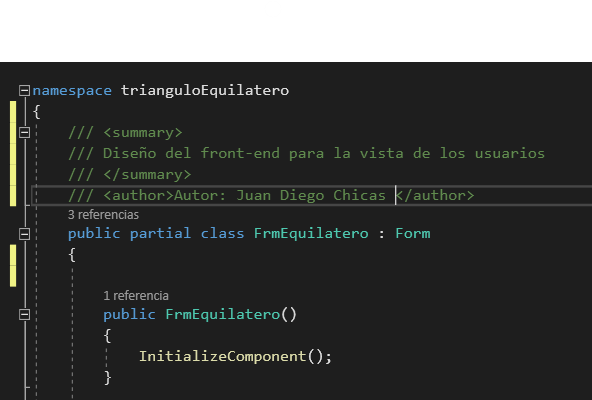 namespace trianguloEquilatero
{
/// <summary>
/// Diseño del front-end para la vista de los usuarios
/// </summary>
/// <author>Autor: Juan Diego Chicas </author>
3 referencias
public partial class FrmEquilatero : Form
{
1 referencia
public FrmEquilatero()
{
InitializeComponent();
}